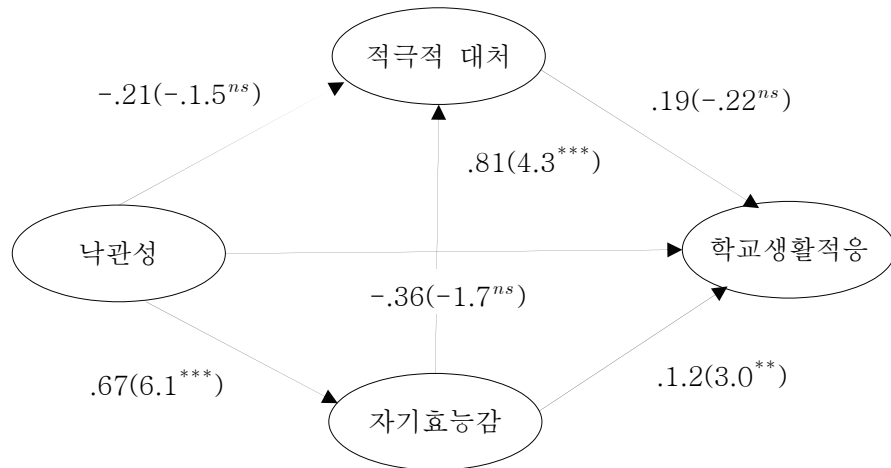 적극적 대처
-.21(-.1.5ns)
.19(-.22ns)
.81(4.3***)
낙관성
학교생활적응
-.36(-1.7ns)
.67(6.1***)
.1.2(3.0**)
자기효능감